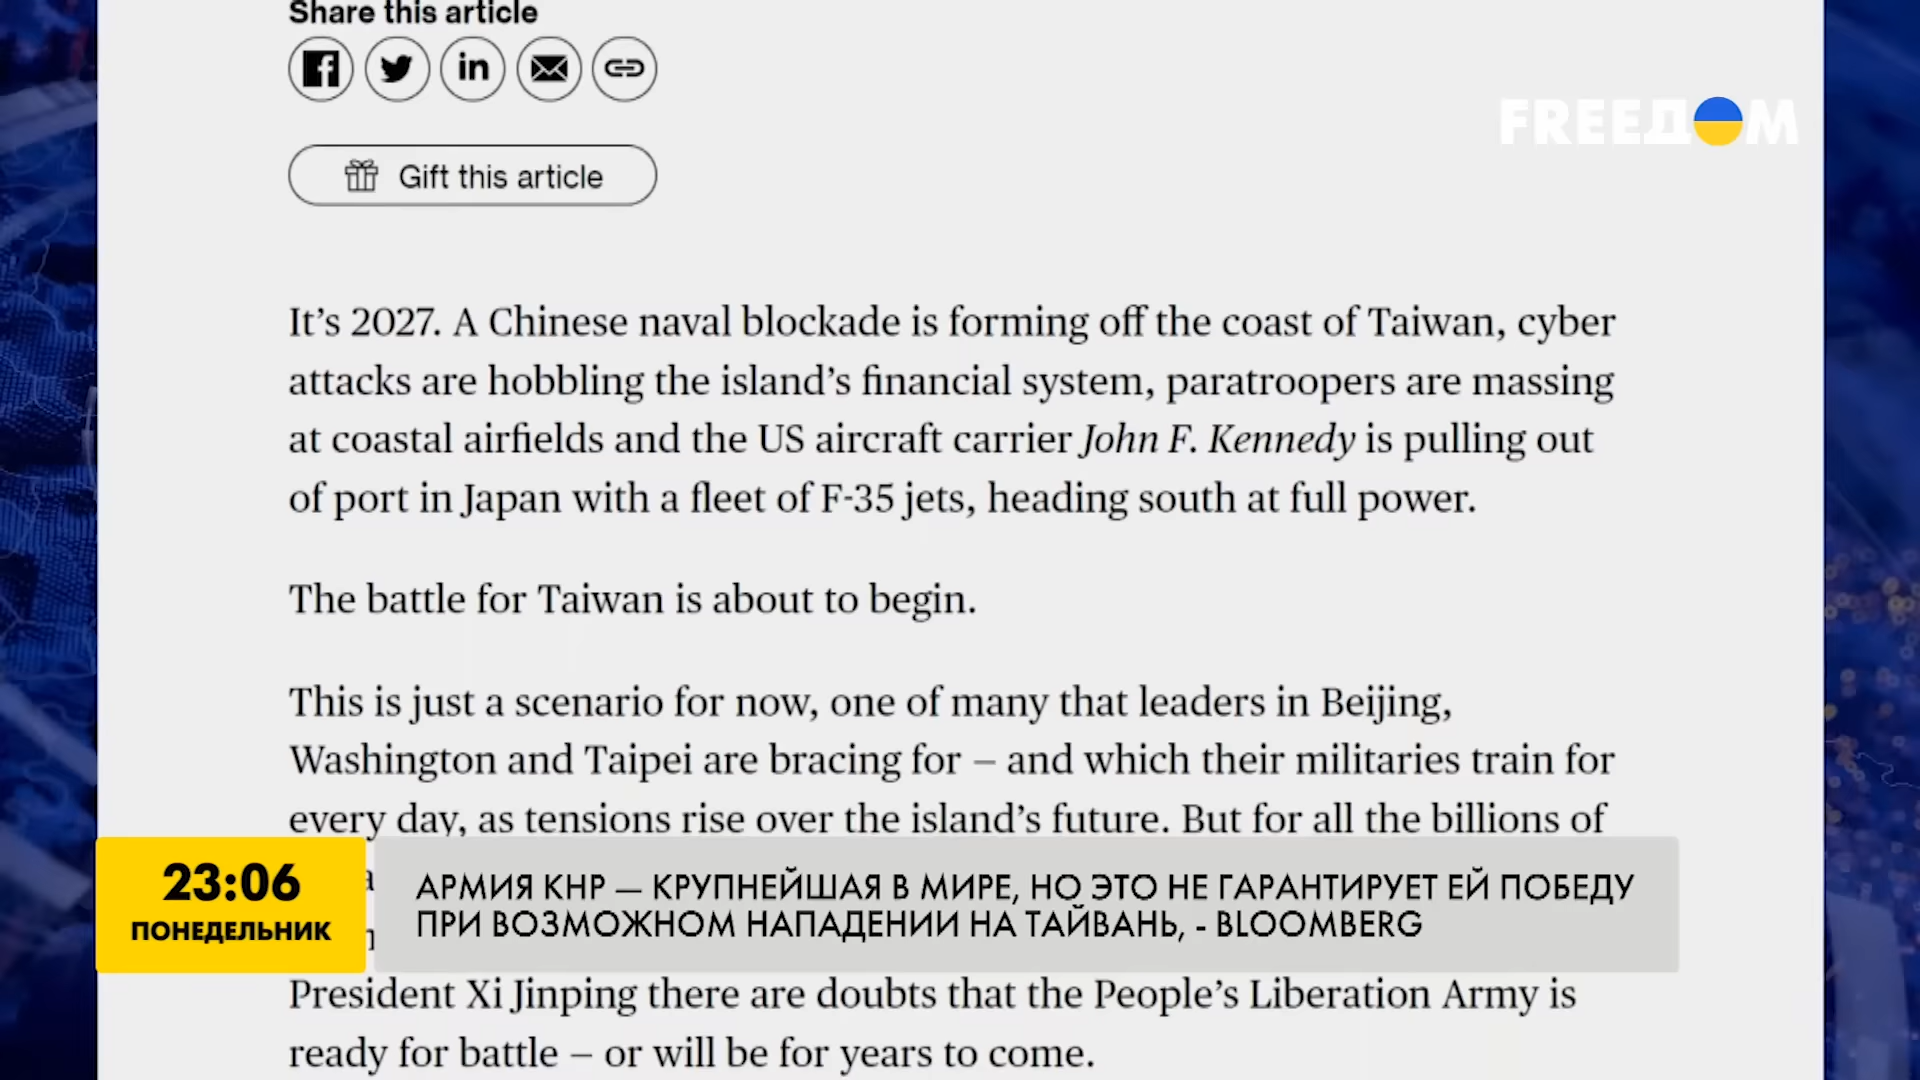 Share this article
FREEДOM
Gift this article
It’s 2027. A Chinese naval blockade is forming off the coast of Taiwan, cyber
attacks are hobbling the island’s financial system, paratroopers are massing
at coastal airfields and the US aircraft carrier John F. Kennedy is pulling out
of port in Japan with a fleet of F-35 jets, heading south at full power.
The battle for Taiwan is about to begin.
This is just a scenario for now, one of many that leaders in Beijing,
Washington and Taipei are bracing for – and which their militaries train for
every day, as tensions rise over the island’s future. But for all the billions of
23:06
ПОНЕДЕЛЬНИК
АРМИЯ КНР — КРУПНЕЙШАЯ В МИРЕ, НО ЭТО НЕ ГАРАНТИРУЕТ ЕЙ ПОБЕДУ
ПРИ ВОЗМОЖНОМ НАПАДЕНИИ НА ТАЙВАНЬ, - BLOOMBERG
President Xi Jinping there are doubts that the People’s Liberation Army is
ready for battle – or will be for years to come.